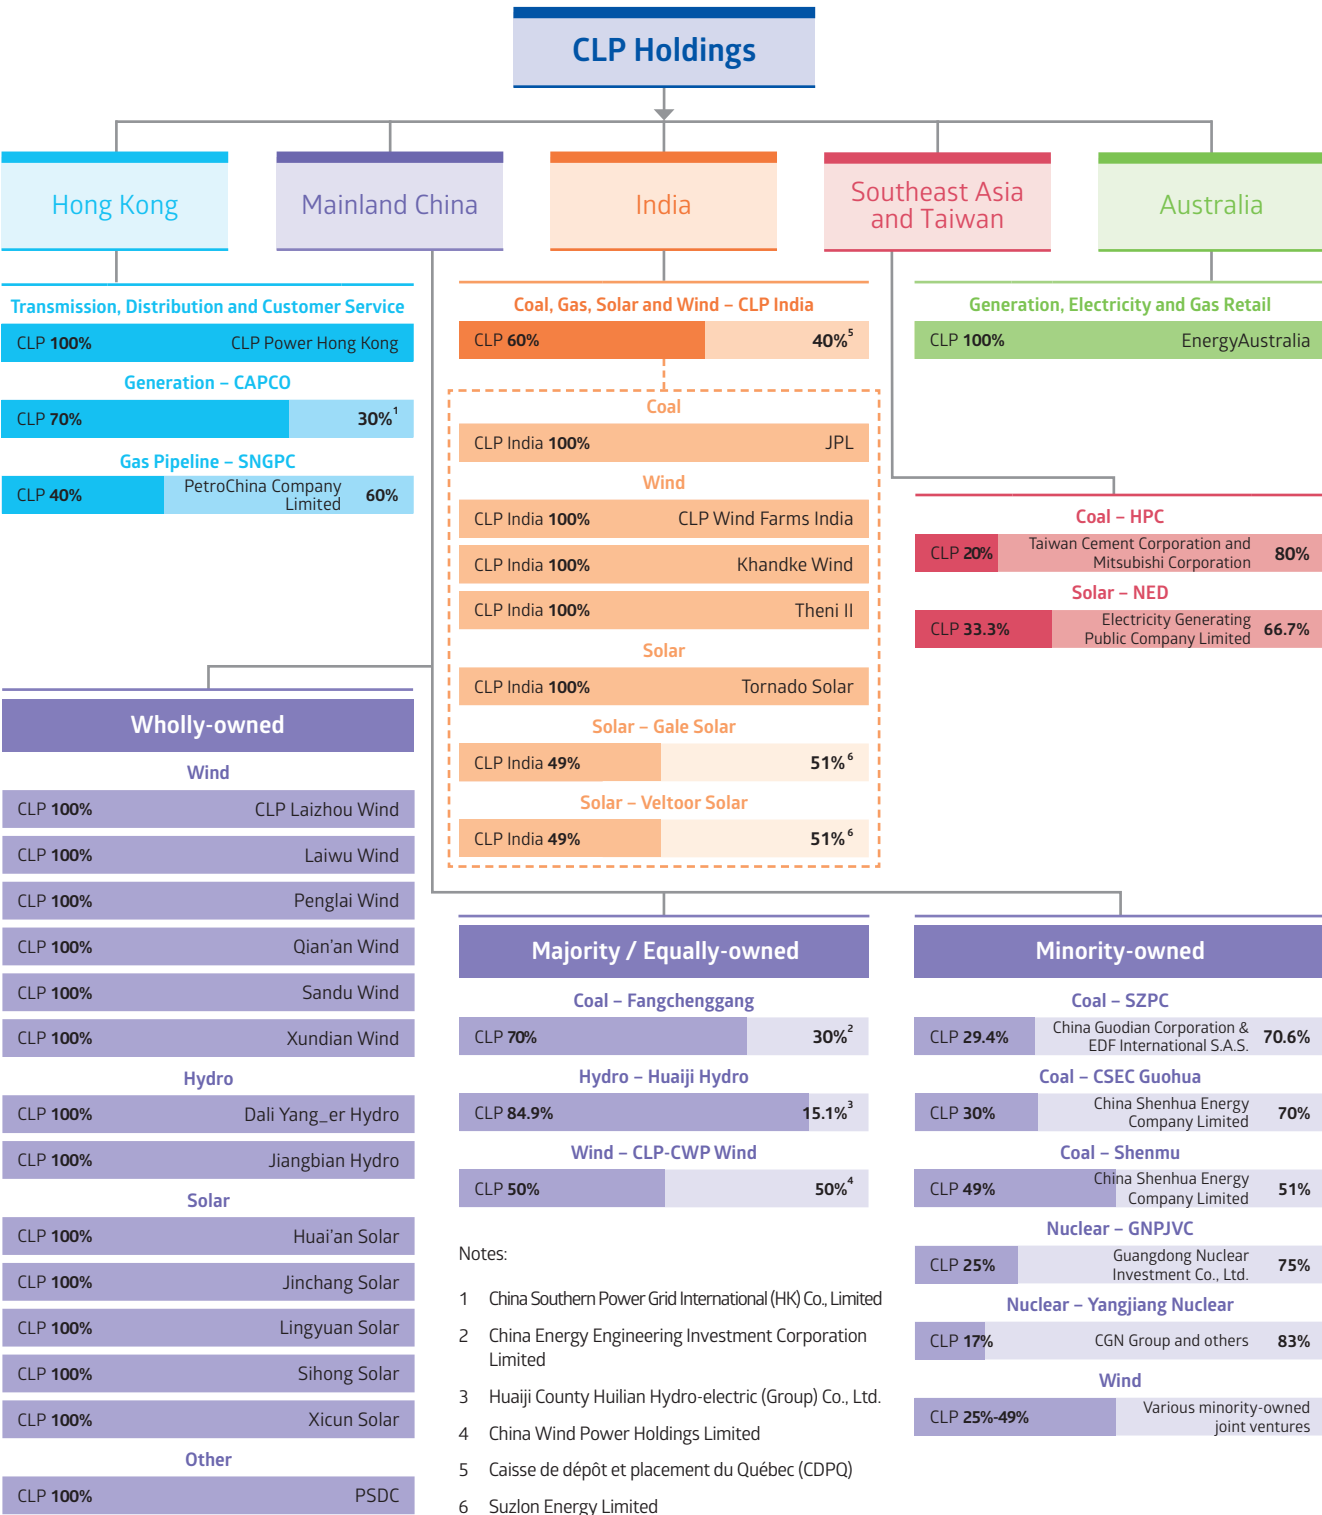 CLP Holdings
Hong Kong
Mainland China
India
Southeast Asia
and Taiwan
Australia
Transmission, Distribution and Customer Service
CLP 100% CLP Power Hong Kong
Generation – CAPCO
CLP 70% 30%1
Gas Pipeline – SNGPC
CLP 40% PetroChina Company
Limited 60%
Coal, Gas, Solar and Wind – CLP India
CLP 60% 40%5
Coal
CLP India 100% JPL
Wind
CLP India 100% CLP Wind Farms India
CLP India 100% Khandke Wind
CLP India 100% Theni II
Solar
CLP India 100% Tornado Solar
Solar – Gale Solar
CLP India 49% 51%6
Solar – Veltoor Solar
CLP India 49% 51%6
Generation, Electricity and Gas Retail
CLP 100% EnergyAustralia
Coal – HPC
CLP 20% Taiwan Cement Corporation and
Mitsubishi Corporation 80%
Solar – NED
CLP 33.3% Electricity Generating
Public Company Limited 66.7%
Wholly-owned
Wind
CLP 100% CLP Laizhou Wind
CLP 100% Laiwu Wind
CLP 100% Penglai Wind
CLP 100% Qian'an Wind
CLP 100% Sandu Wind
CLP 100% Xundian Wind
Hydro
CLP 100% Dali Yang_er Hydro
CLP 100% Jiangbian Hydro
Solar
CLP 100% Huai'an Solar
CLP 100% Jinchang Solar
CLP 100% Lingyuan Solar
CLP 100% Sihong Solar
CLP 100% Xicun Solar
Other
CLP 100% PSDC
Majority / Equally-owned
Coal – Fangchenggang
CLP 70% 30%2
Hydro – Huaiji Hydro
CLP 84.9% 15.1%3
Wind – CLP-CWP Wind
CLP 50% 50%4
Minority-owned
Coal – SZPC
CLP 29.4% China Guodian Corporation &
EDF International S.A.S. 70.6%
Coal – CSEC Guohua
CLP 30% China Shenhua Energy
Company Limited 70%
Coal – Shenmu
CLP 49% China Shenhua Energy
Company Limited 51%
Nuclear – GNPJVC
CLP 25% Guangdong Nuclear
Investment Co., Ltd. 75%
Nuclear – Yangjiang Nuclear
CLP 17% CGN Group and others 83%
Wind
CLP 25%-49% Various minority-owned
joint ventures
Notes:
1 China Southern Power Grid International (HK) Co., Limited
2 China Energy Engineering Investment Corporation
Limited
3 Huaiji County Huilian Hydro-electric (Group) Co., Ltd.
4 China Wind Power Holdings Limited
5 Caisse de dépôt et placement du Québec (CDPQ)
6 Suzlon Energy Limited